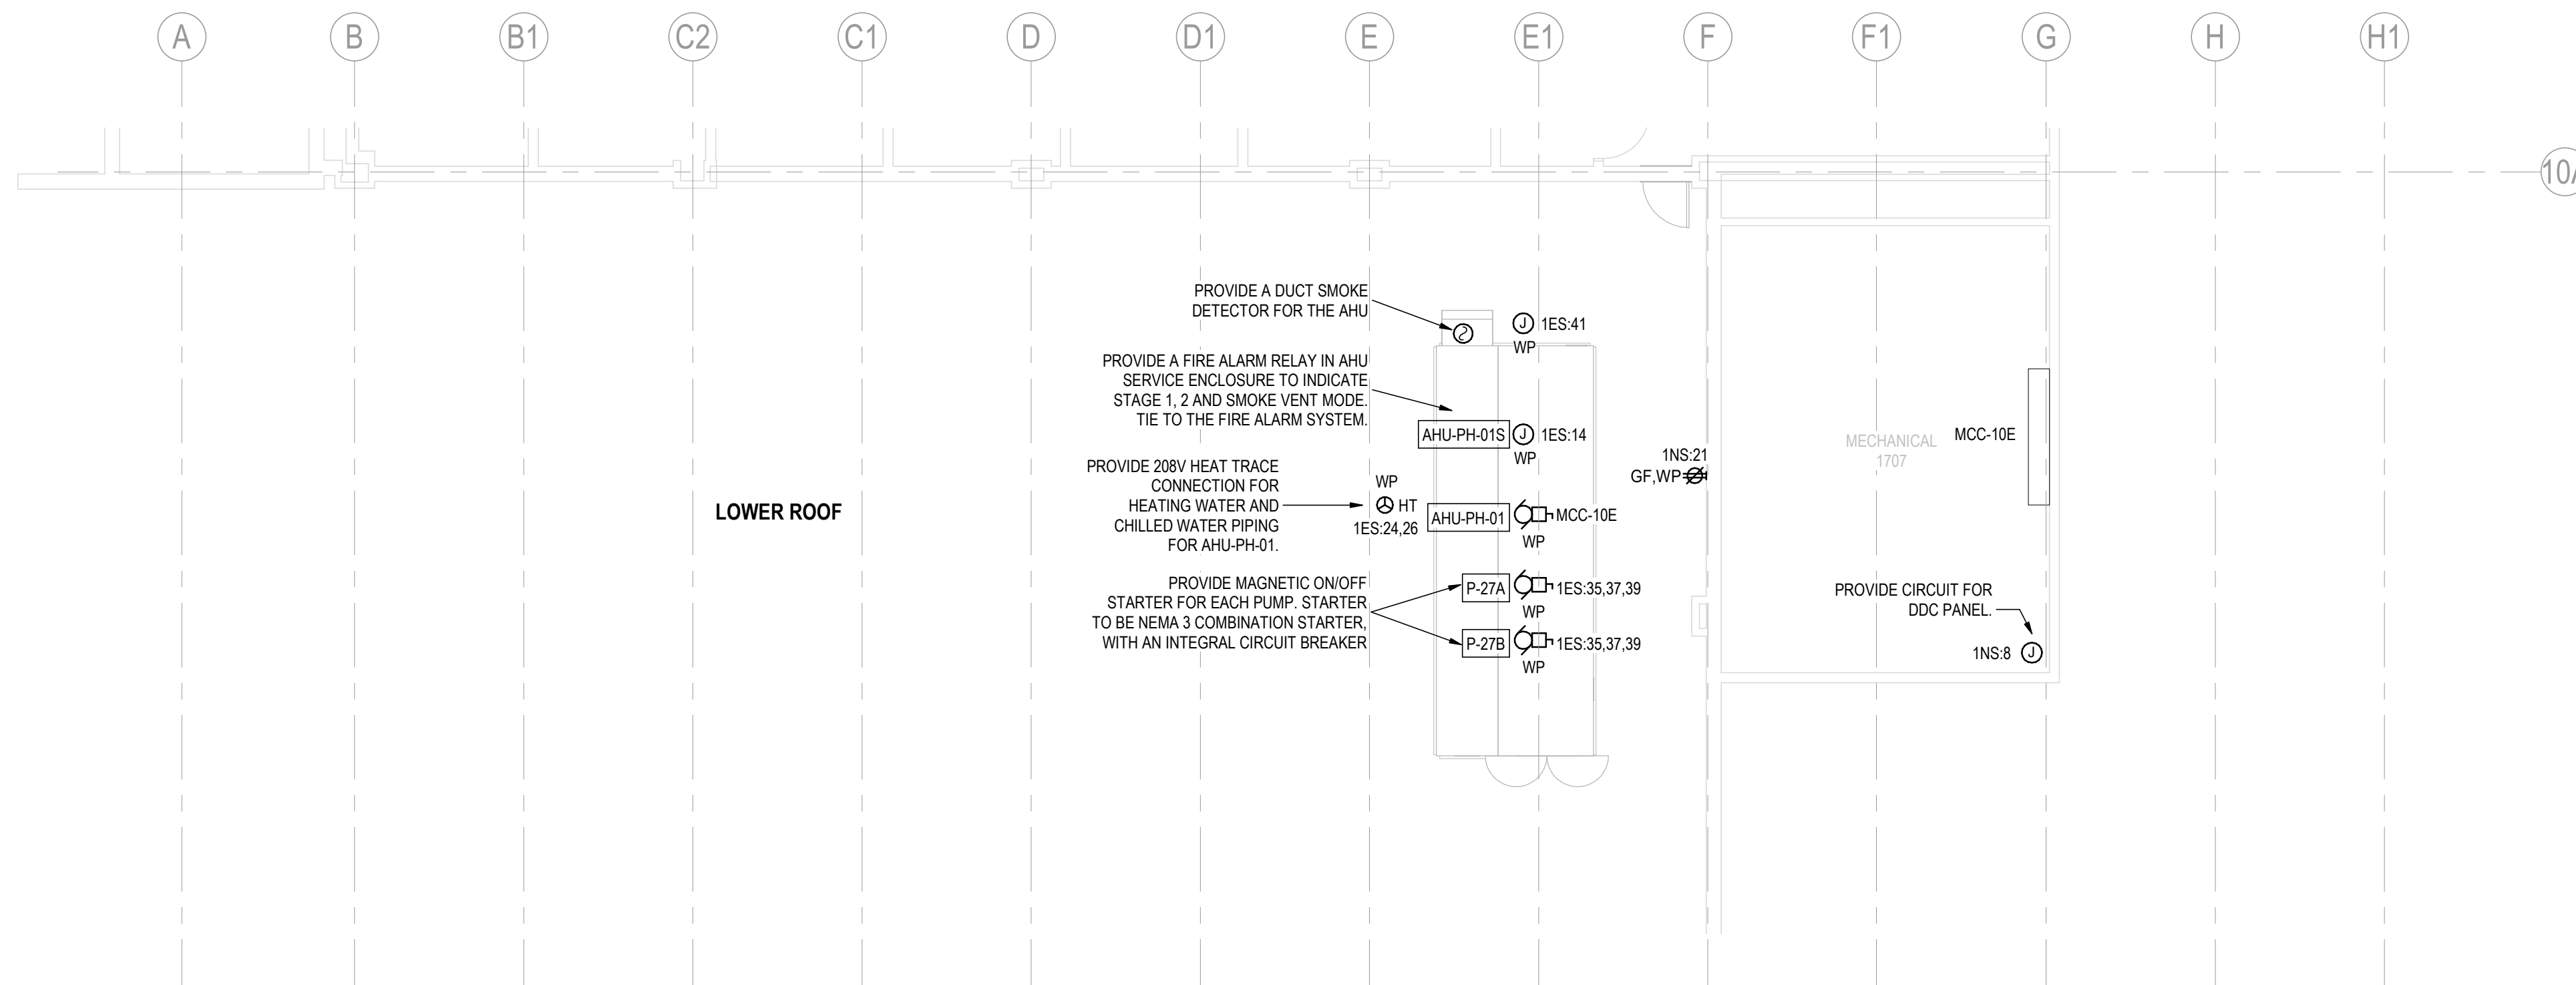 A
B
B1
C2
C1
D
D1
E
E1
F
F1
G
H
H1
10A
PROVIDE A DUCT SMOKE
DETECTOR FOR THE AHU
J 1ES:41
WP
PROVIDE A FIRE ALARM RELAY IN AHU
SERVICE ENCLOSURE TO INDICATE
STAGE 1, 2 AND SMOKE VENT MODE.
TIE TO THE FIRE ALARM SYSTEM.
AHU-PH-01S J 1ES:14
WP
PROVIDE 208V HEAT TRACE
CONNECTION FOR
HEATING WATER AND
CHILLED WATER PIPING
FOR AHU-PH-01.
WP
HT
1ES:24,26
AHU-PH-01 MCC-10E
WP
LOWER ROOF
PROVIDE MAGNETIC ON/OFF
STARTER FOR EACH PUMP. STARTER
TO BE NEMA 3 COMBINATION STARTER,
WITH AN INTEGRAL CIRCUIT BREAKER
P-27A 1ES:35,37,39
WP
P-27B 1ES:35,37,39
WP
1NS:21
GF,WP
MECHANICAL
1707
MCC-10E
PROVIDE CIRCUIT FOR
DDC PANEL.
1NS:8 J